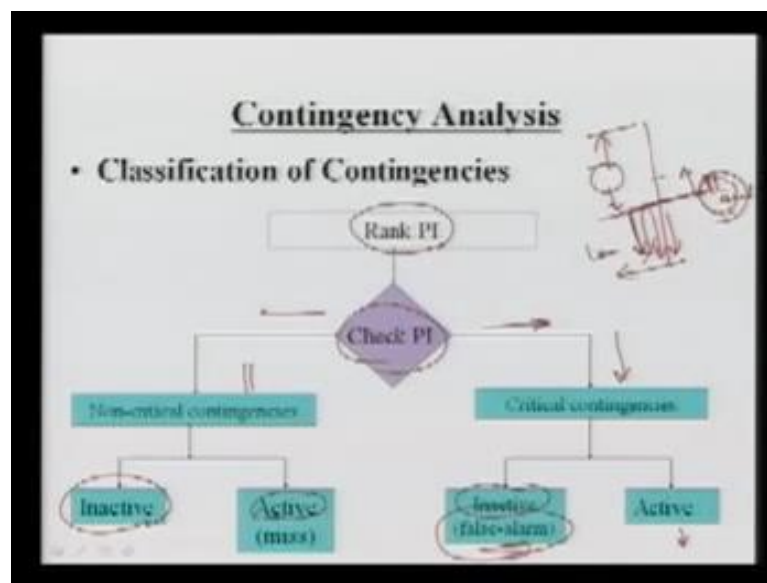 Contingency Analysis
• Classification of Contingencies
Rank PI
Check PI
Non-critical contingencies
Critical contingencies
Inactive
Active
(miss)
Inactive
(false-alarm)
Active